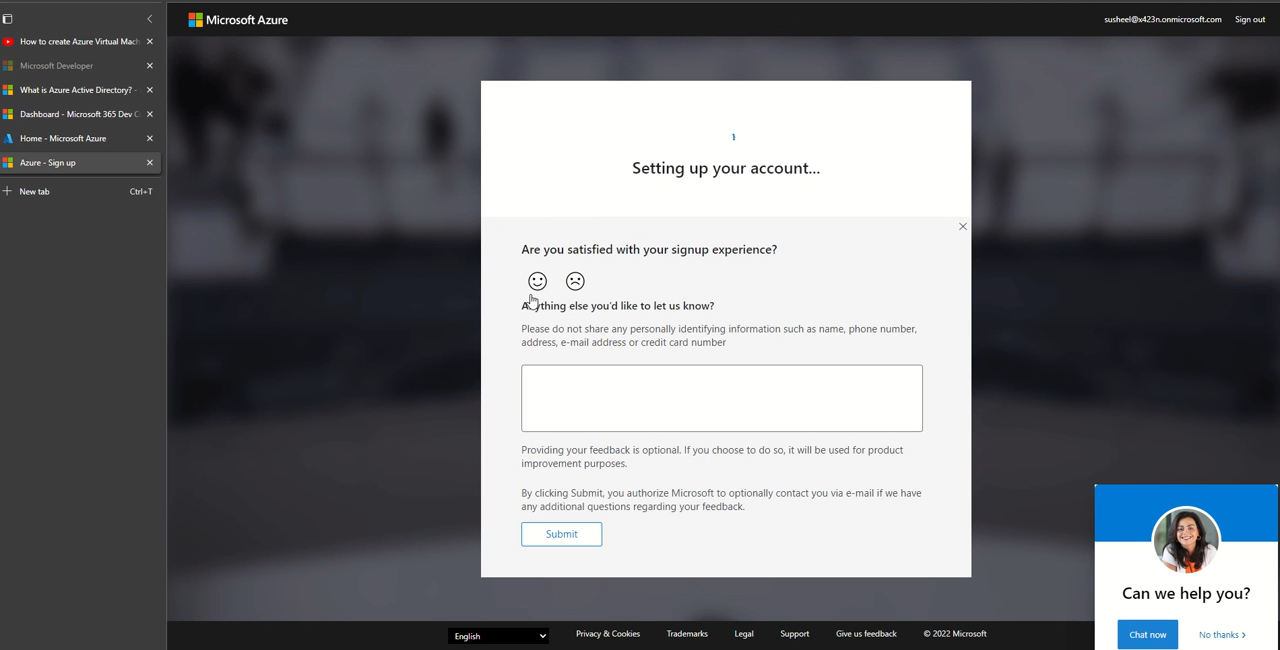 How to create Azure Virtual Mach
Microsoft Developer
What is Azure Active Directory? -
Dashboard - Microsoft 365 Dev C
Home - Microsoft Azure
Azure - Sign up
New tab Ctrl+T
Microsoft Azure
susheel@x423n.onmicrosoft.com Sign out
Setting up your account...
Are you satisfied with your signup experience?
Anything else you'd like to let us know?
Please do not share any personally identifying information such as name, phone number,
address, e-mail address or credit card number
Providing your feedback is optional. If you choose to do so, it will be used for product
improvement purposes.
By clicking Submit, you authorize Microsoft to optionally contact you via e-mail if we have
any additional questions regarding your feedback.
Submit
Can we help you?
Chat now No thanks
English Privacy & Cookies Trademarks Legal Support Give us feedback © 2022 Microsoft